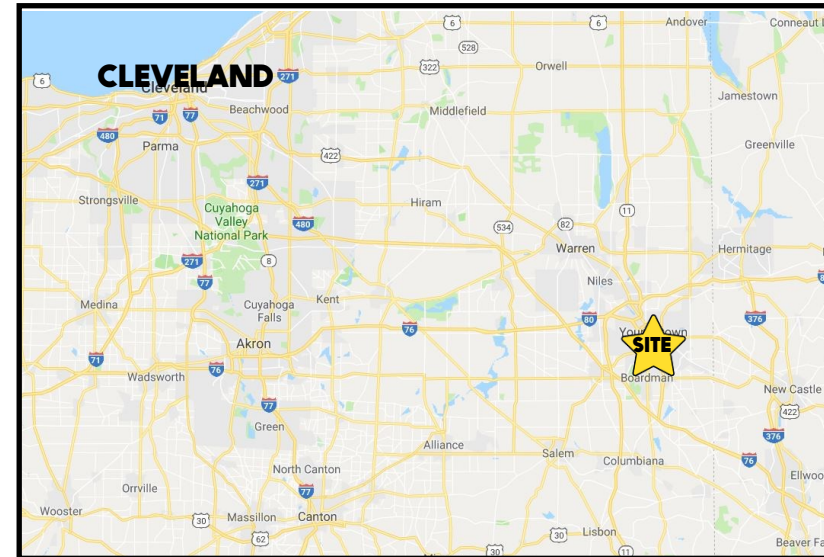 6
6
Andover
Conneaut L
528
322
Orwell
CLEVELAND
Cleveland
271
6
Jamestown
Beachwood
Middlefield
71
77
480
Parma
422
Greenville
271
Strongsville
Cuyahoga
Valley
National Park
Hiram
11
480
534
82
Warren
Hermitage
271
8
77
Niles
Medina
Cuyahoga
Falls
Kent
76
80
376
Akron
SITE
71
76
Wadsworth
Boardman
New Castle
77
422
Green
376
Alliance
Salem
Columbiana
76
North Canton
Ellwoo
Orrville
77
Wooster
30
Massillon
Canton
62
30
30
Lisbon
11
Beaver Fa